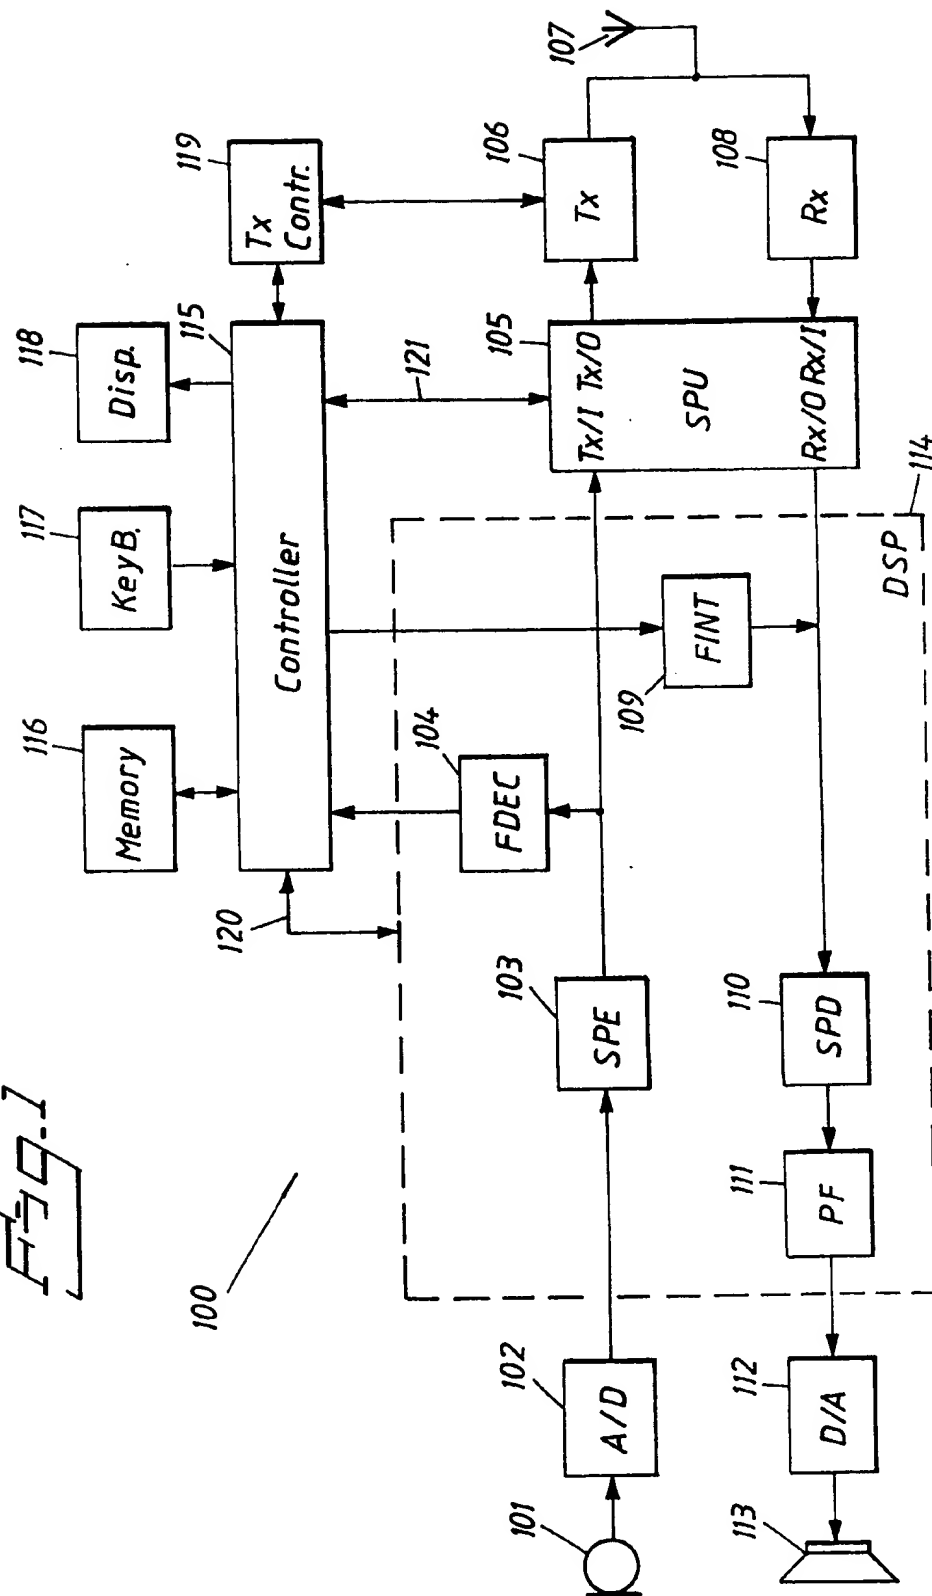 Fig.1
100
116
Memory
117
KeyB.
118
Disp.
120
Controller
115
119
Tx
Contr.
121
104
FDEC
109
FINT
101
102
A/D
103
SPE
105
Tx/I Tx/O
SPU
Rx/O Rx/I
106
Tx
107
108
Rx
110
SPD
111
PF
112
D/A
113
DSP
114